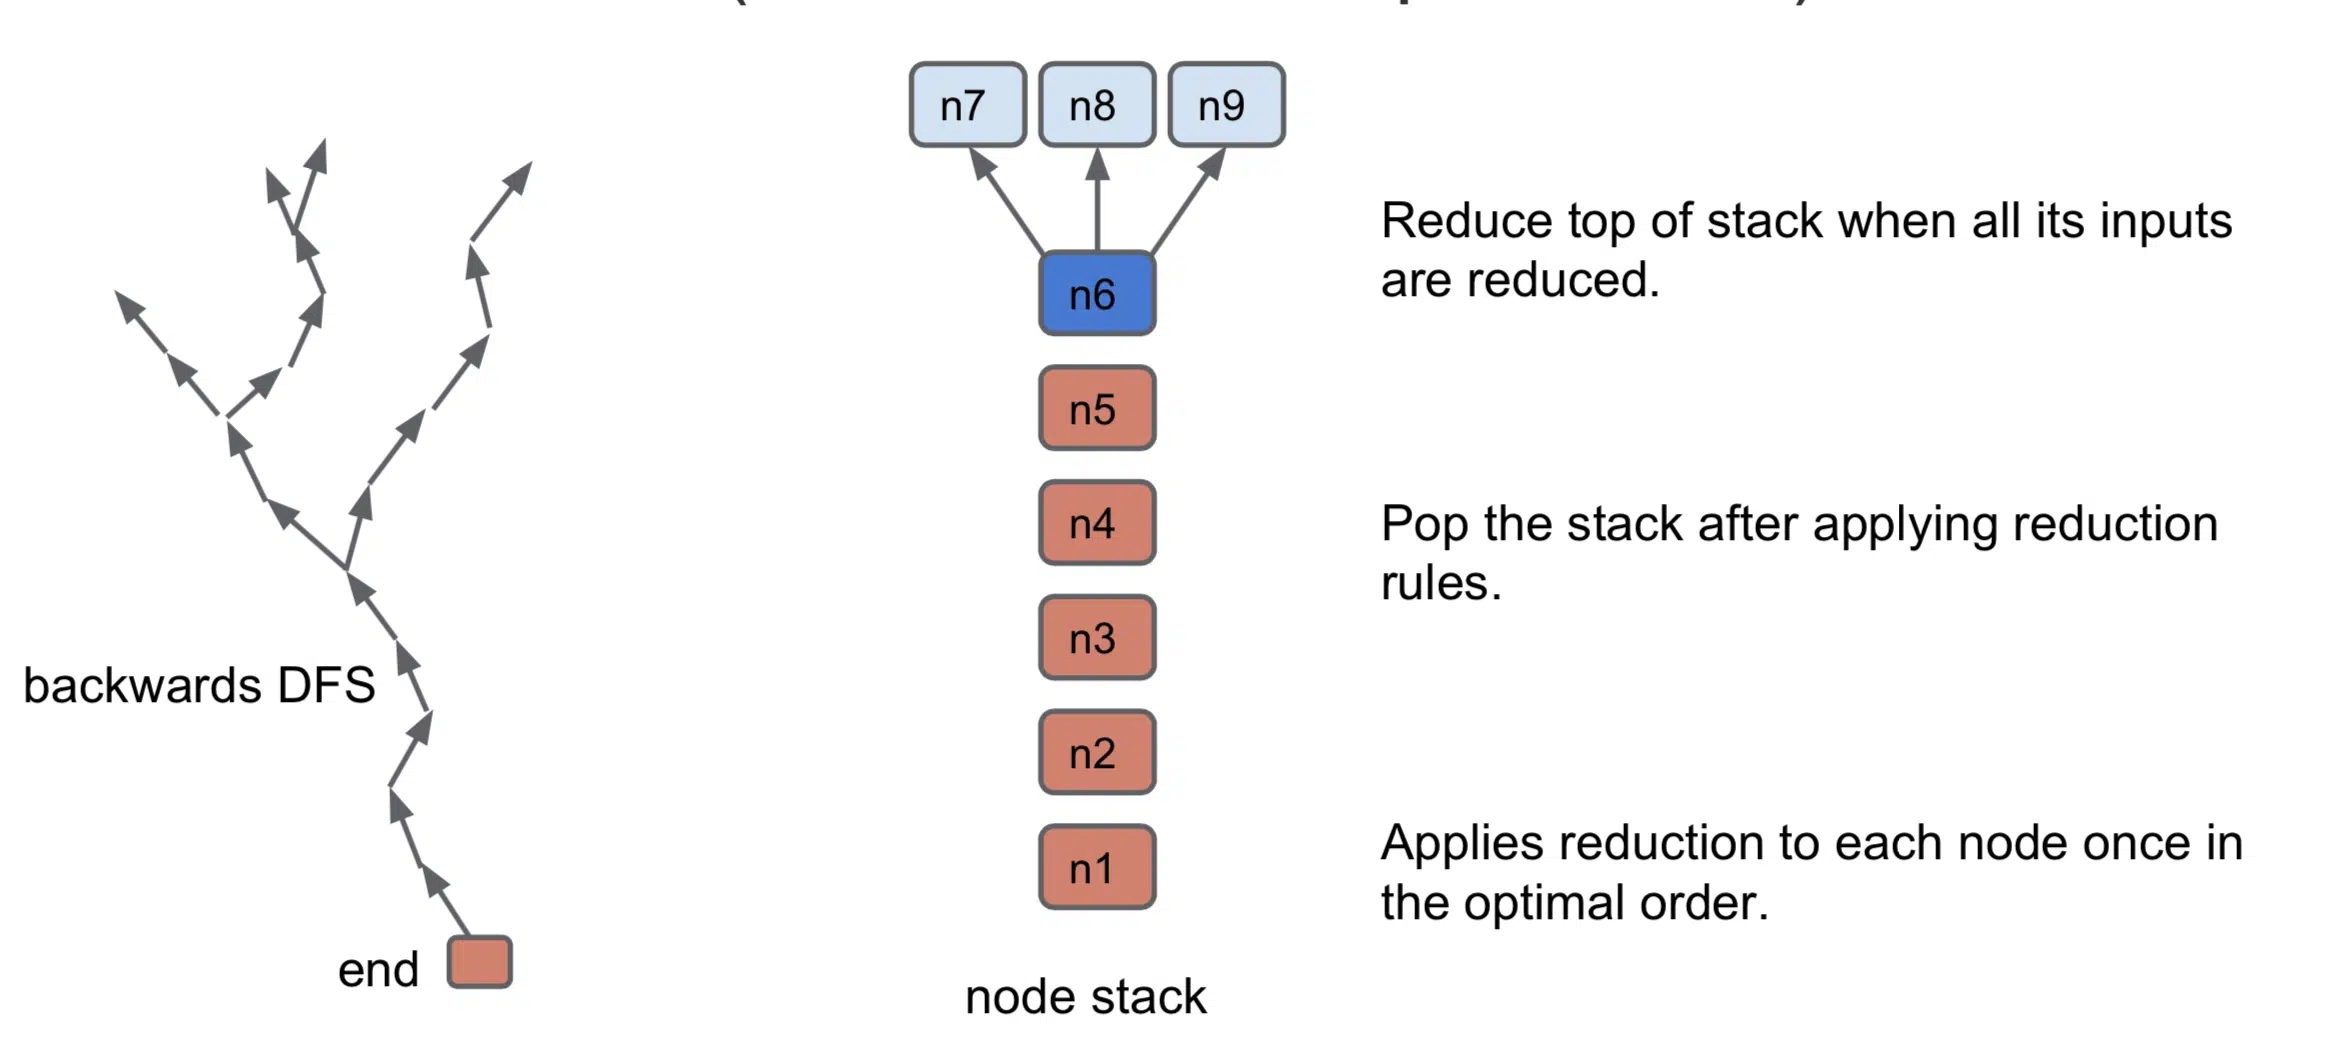 n7 n8 n9
n6
n5
n4
n3
n2
n1
node stack
backwards DFS
end
Reduce top of stack when all its inputs
are reduced.
Pop the stack after applying reduction
rules.
Applies reduction to each node once in
the optimal order.